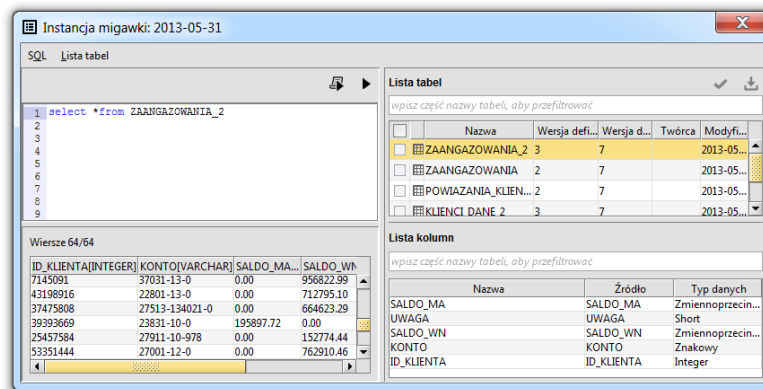 Instancja migawki: 2013-05-31
SQL Lista tabel
1 select *from ZAANGAZOWANIA_2
2
3
4
5
6
7
8
9
Wiersze 64/64
ID_KLIENTA[INTEGER] KONTO[VARCHAR] SALDO_MA... SALDO_WN
7145091 37031-13-0 0.00 956822.99
43198916 22801-13-0 0.00 712795.10
37475808 27513-134021-0 0.00 664623.29
39393669 23831-10-0 195897.72 0.00
25457584 27911-10-978 0.00 152774.44
53351444 27001-12-0 0.00 762910.46
Lista tabel
wpisz część nazwy tabeli, aby przefiltrować
Nazwa Wersja defi... Wersja d... Twórca Modyfi...
ZAANGAZOWANIA_2 3 7 2013-05...
ZAANGAZOWANIA 2 7 2013-05...
POWIAZANIA_KLIEN... 2 7 2013-05...
KLIENCI_DANE_2 3 7 2013-05...
Lista kolumn
wpisz część nazwy tabeli, aby przefiltrować
Nazwa Źródło Typ danych
SALDO_MA SALDO_MA Zmiennoprzecin...
UWAGA UWAGA Short
SALDO_WN SALDO_WN Zmiennoprzecin...
KONTO KONTO Znakowy
ID_KLIENTA ID_KLIENTA Integer